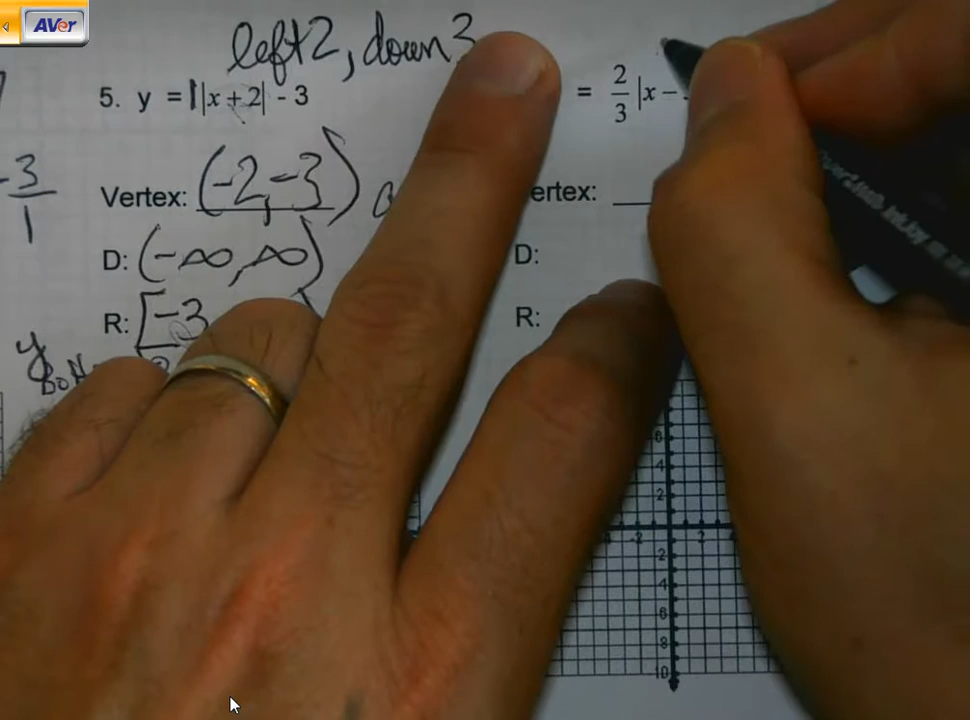 AVer
left 2, down 3
5. y = 1|x + 2| - 3
= 2/3 |x -
-3/1
Vertex: (-2, -3)
ertex:
D: (-∞, ∞)
D:
R: [-3
R:
y
6
4
2
-2 2
2
4
6
8
10